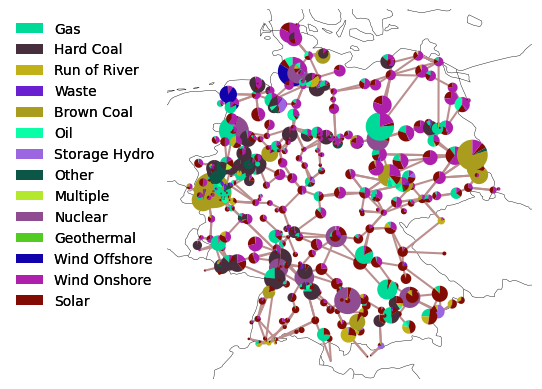 Gas
Hard Coal
Run of River
Waste
Brown Coal
Oil
Storage Hydro
Other
Multiple
Nuclear
Geothermal
Wind Offshore
Wind Onshore
Solar